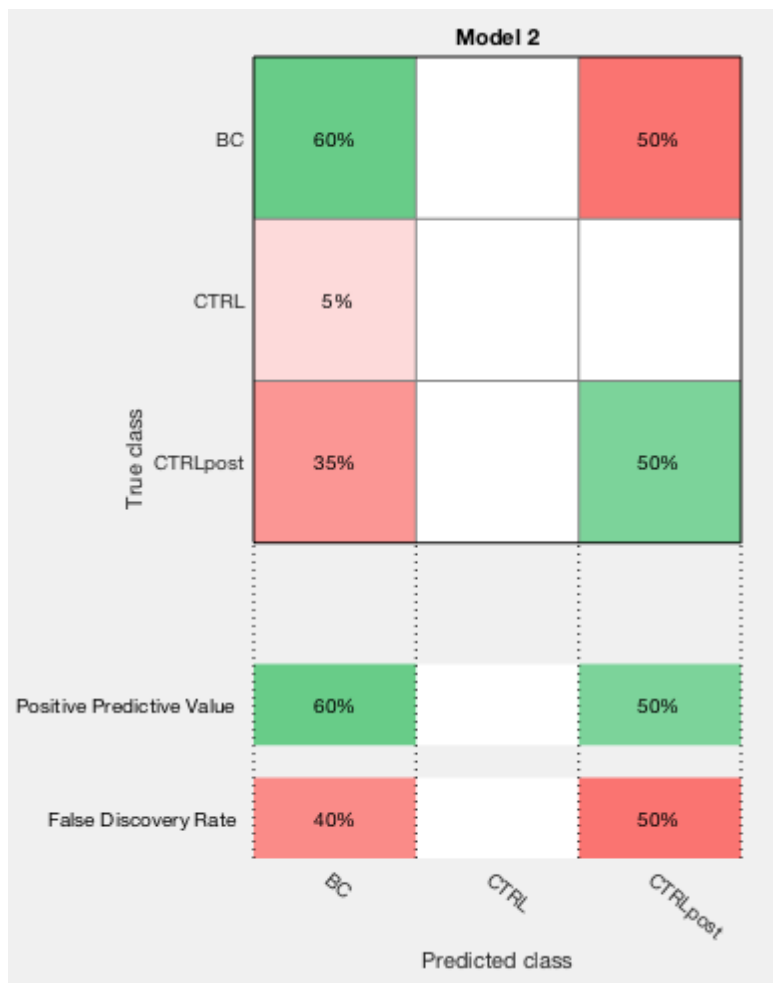 Model 2
BC
60%
50%
CTRL
5%
True class
CTRLpost
35%
50%
Positive Predictive Value
60%
50%
False Discovery Rate
40%
50%
BC
CTRL
CTRLpost
Predicted class